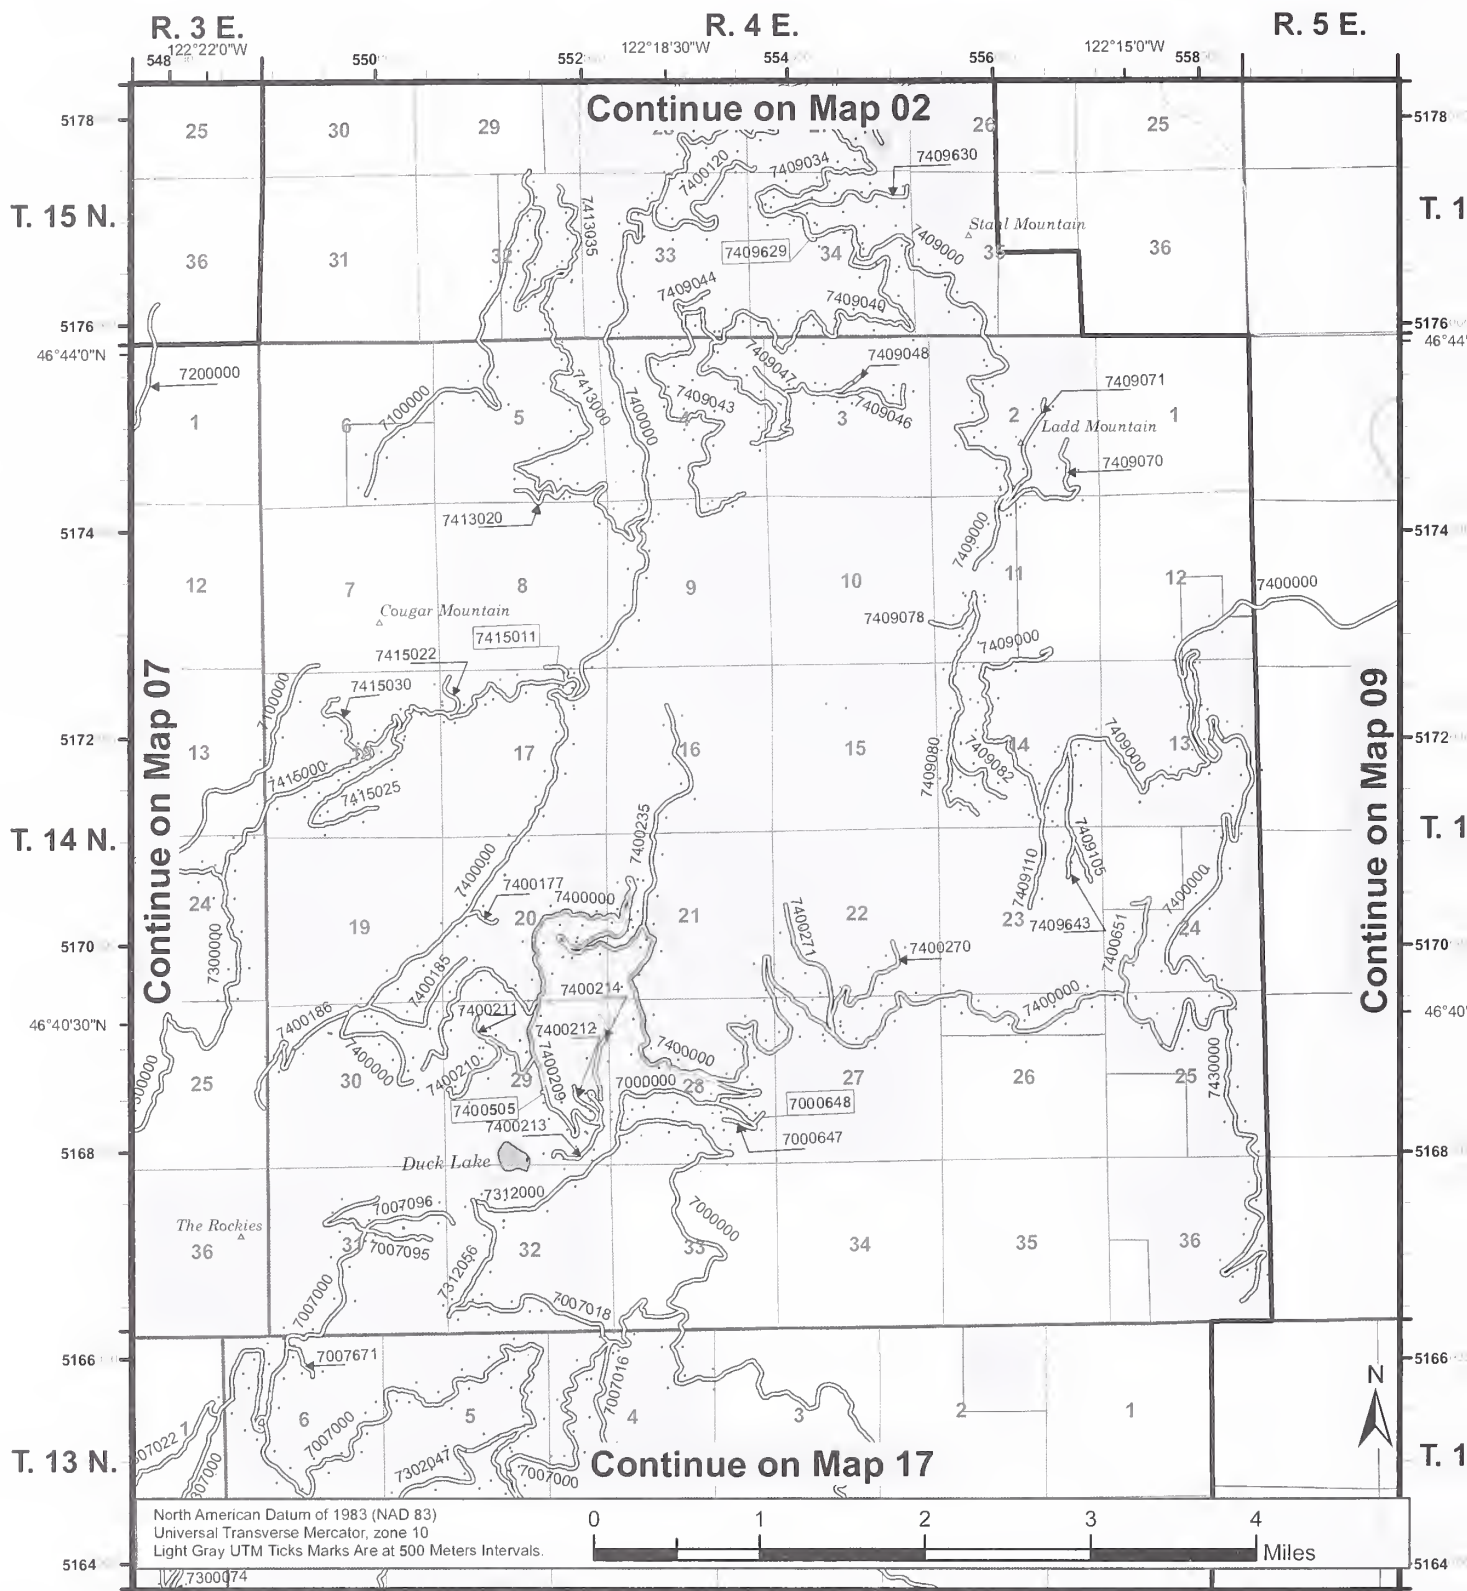 R. 3 E. R. 4 E. R. 5 E.
122°22'0"W 122°18'30"W 122°15'0"W
548 550 552 554 556 558
Continue on Map 02
5178 5178
25 30 29 26 25
7409630
7409034
7400120
T. 15 N. T. 1
7413035
Stahl Mountain
7409000
36 31 32 33 7409629 34 35 36
7409044
7409040
5176 5176
46°44'0"N 46°44'
7200000
7409048
7409047
7409071
7100000
7413000
7400000
7409043
7409046
1 6 5 4 3 2 1
Ladd Mountain
7409070
7413020
5174 5174
7409000
12 7 8 9 10 11 12
7400000
Cougar Mountain
7409078
7415011
7409000
7415022
7415030
7100000
Continue on Map 07
Continue on Map 09
5172 5172
13 17 16 15 14 13
7409080
7409082
7409000
7415000
7415025
T. 14 N. T. 1
7400235
7400000
7409105
7409110
7400177
7400000
7400000
24 19 20 21 22 23 24
7409643
7400651
7300000
7400271
7400270
5170 5170
7400185
7400214
7400186
7400211
7400212
7400000
46°40'30"N 46°40'
7400000
7400000
7400210
7400209
7000000
7430000
25 30 29 28 27 26 25
7400505
7000648
7400213
7000647
5168 5168
Duck Lake
7312000
7007096
The Rockies
7007095
7000000
36 31 32 33 34 35 36
7312056
7007000
7007018
5166 5166
7007671
7007016
N
6 5 4 3 2 1
7007000
7302047
7007000
T. 13 N. T. 1
Continue on Map 17
North American Datum of 1983 (NAD 83)
Universal Transverse Mercator, zone 10
Light Gray UTM Ticks Marks Are at 500 Meters Intervals.
0 1 2 3 4
Miles
5164 5164
7300074